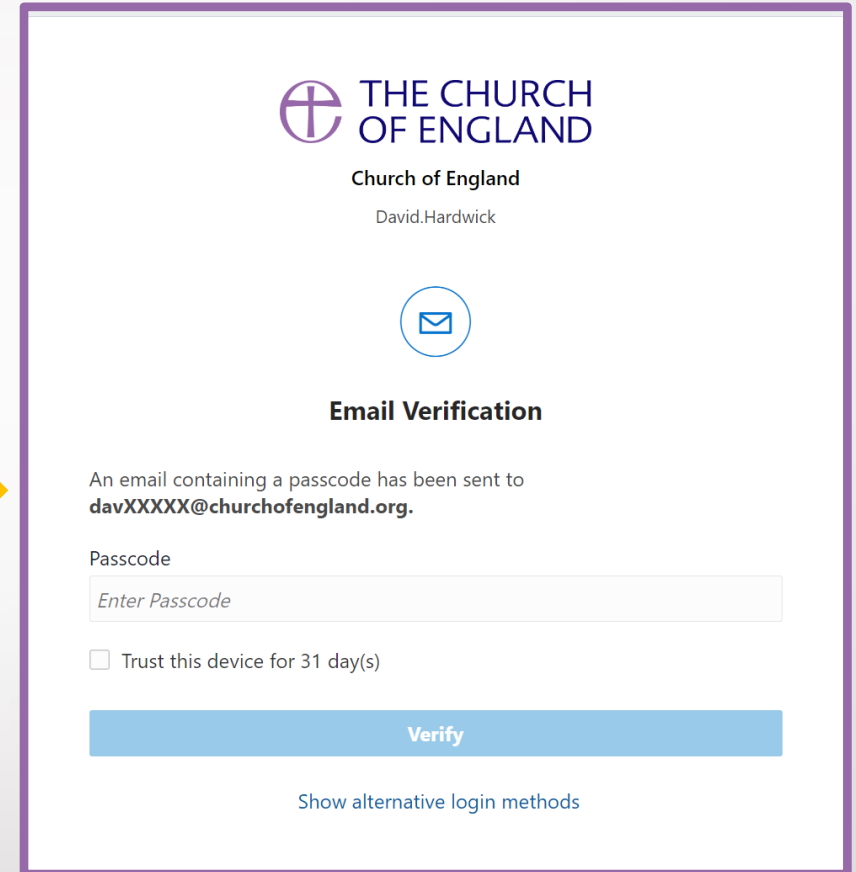 THE CHURCH
OF ENGLAND
Church of England
David.Hardwick
Email Verification
An email containing a passcode has been sent to
davXXXXX@churchofengland.org.
Passcode
Enter Passcode
Trust this device for 31 day(s)
Verify
Show alternative login methods